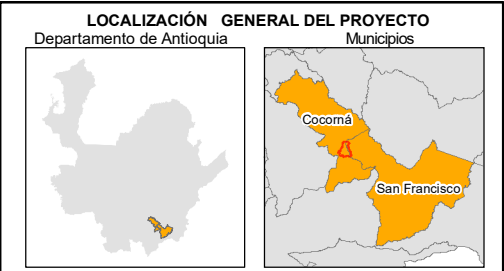 LOCALIZACIÓN GENERAL DEL PROYECTO
Departamento de Antioquia
Municipios
Cocorná
San Francisco